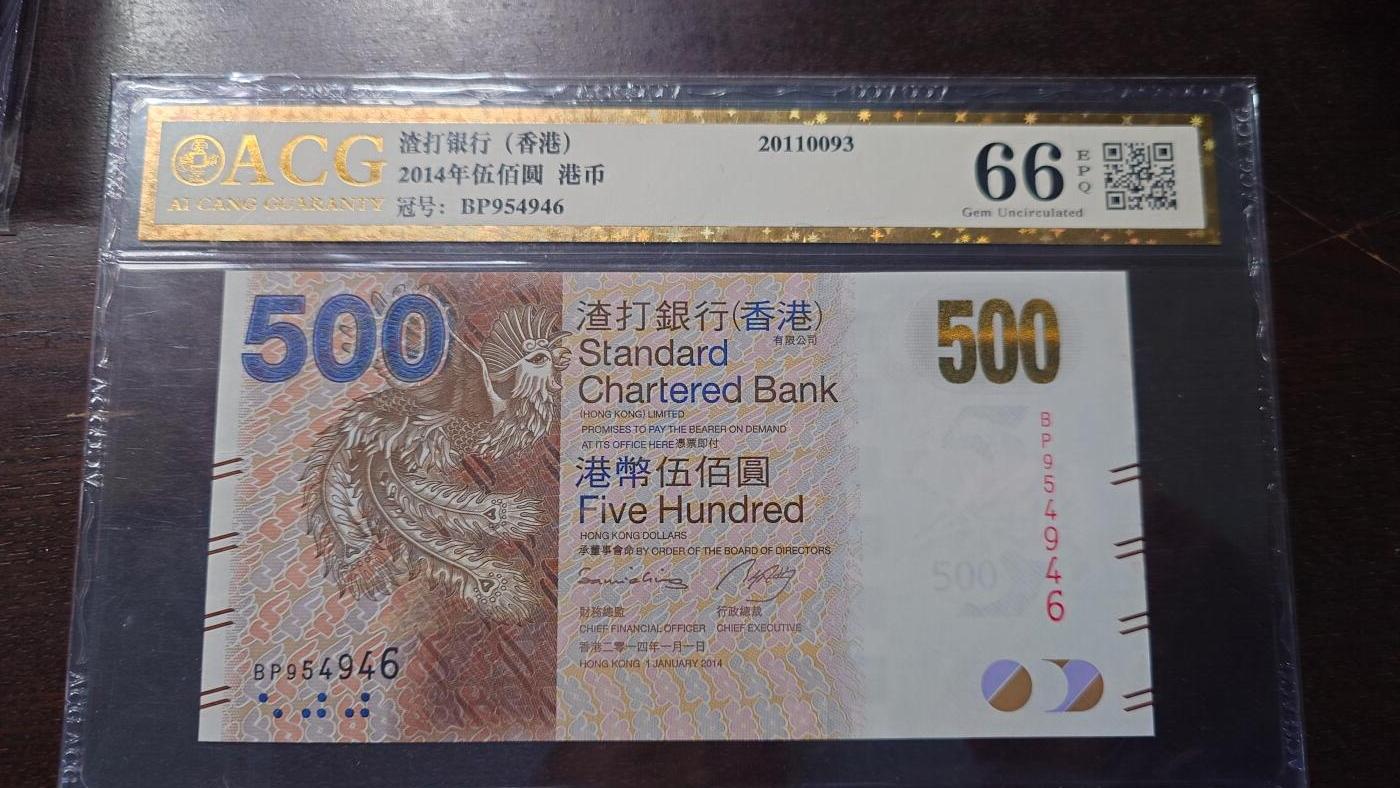 ACG
AI CANG GUARANTY
渣打银行（香港）
20110093
2014年伍佰圆 港币
冠号： BP954946
66
EPQ
Gem Uncirculated
500
渣打銀行(香港)
有限公司
Standard
Chartered Bank
(HONG KONG) LIMITED
PROMISES TO PAY THE BEARER ON DEMAND
AT ITS OFFICE HERE 憑票即付
港幣伍佰圓
Five Hundred
HONG KONG DOLLARS
承董事會命 BY ORDER OF THE BOARD OF DIRECTORS
財務總監 行政總裁
CHIEF FINANCIAL OFFICER CHIEF EXECUTIVE
香港二零一四年一月一日
HONG KONG 1 JANUARY 2014
BP954946
500
BP954946
500